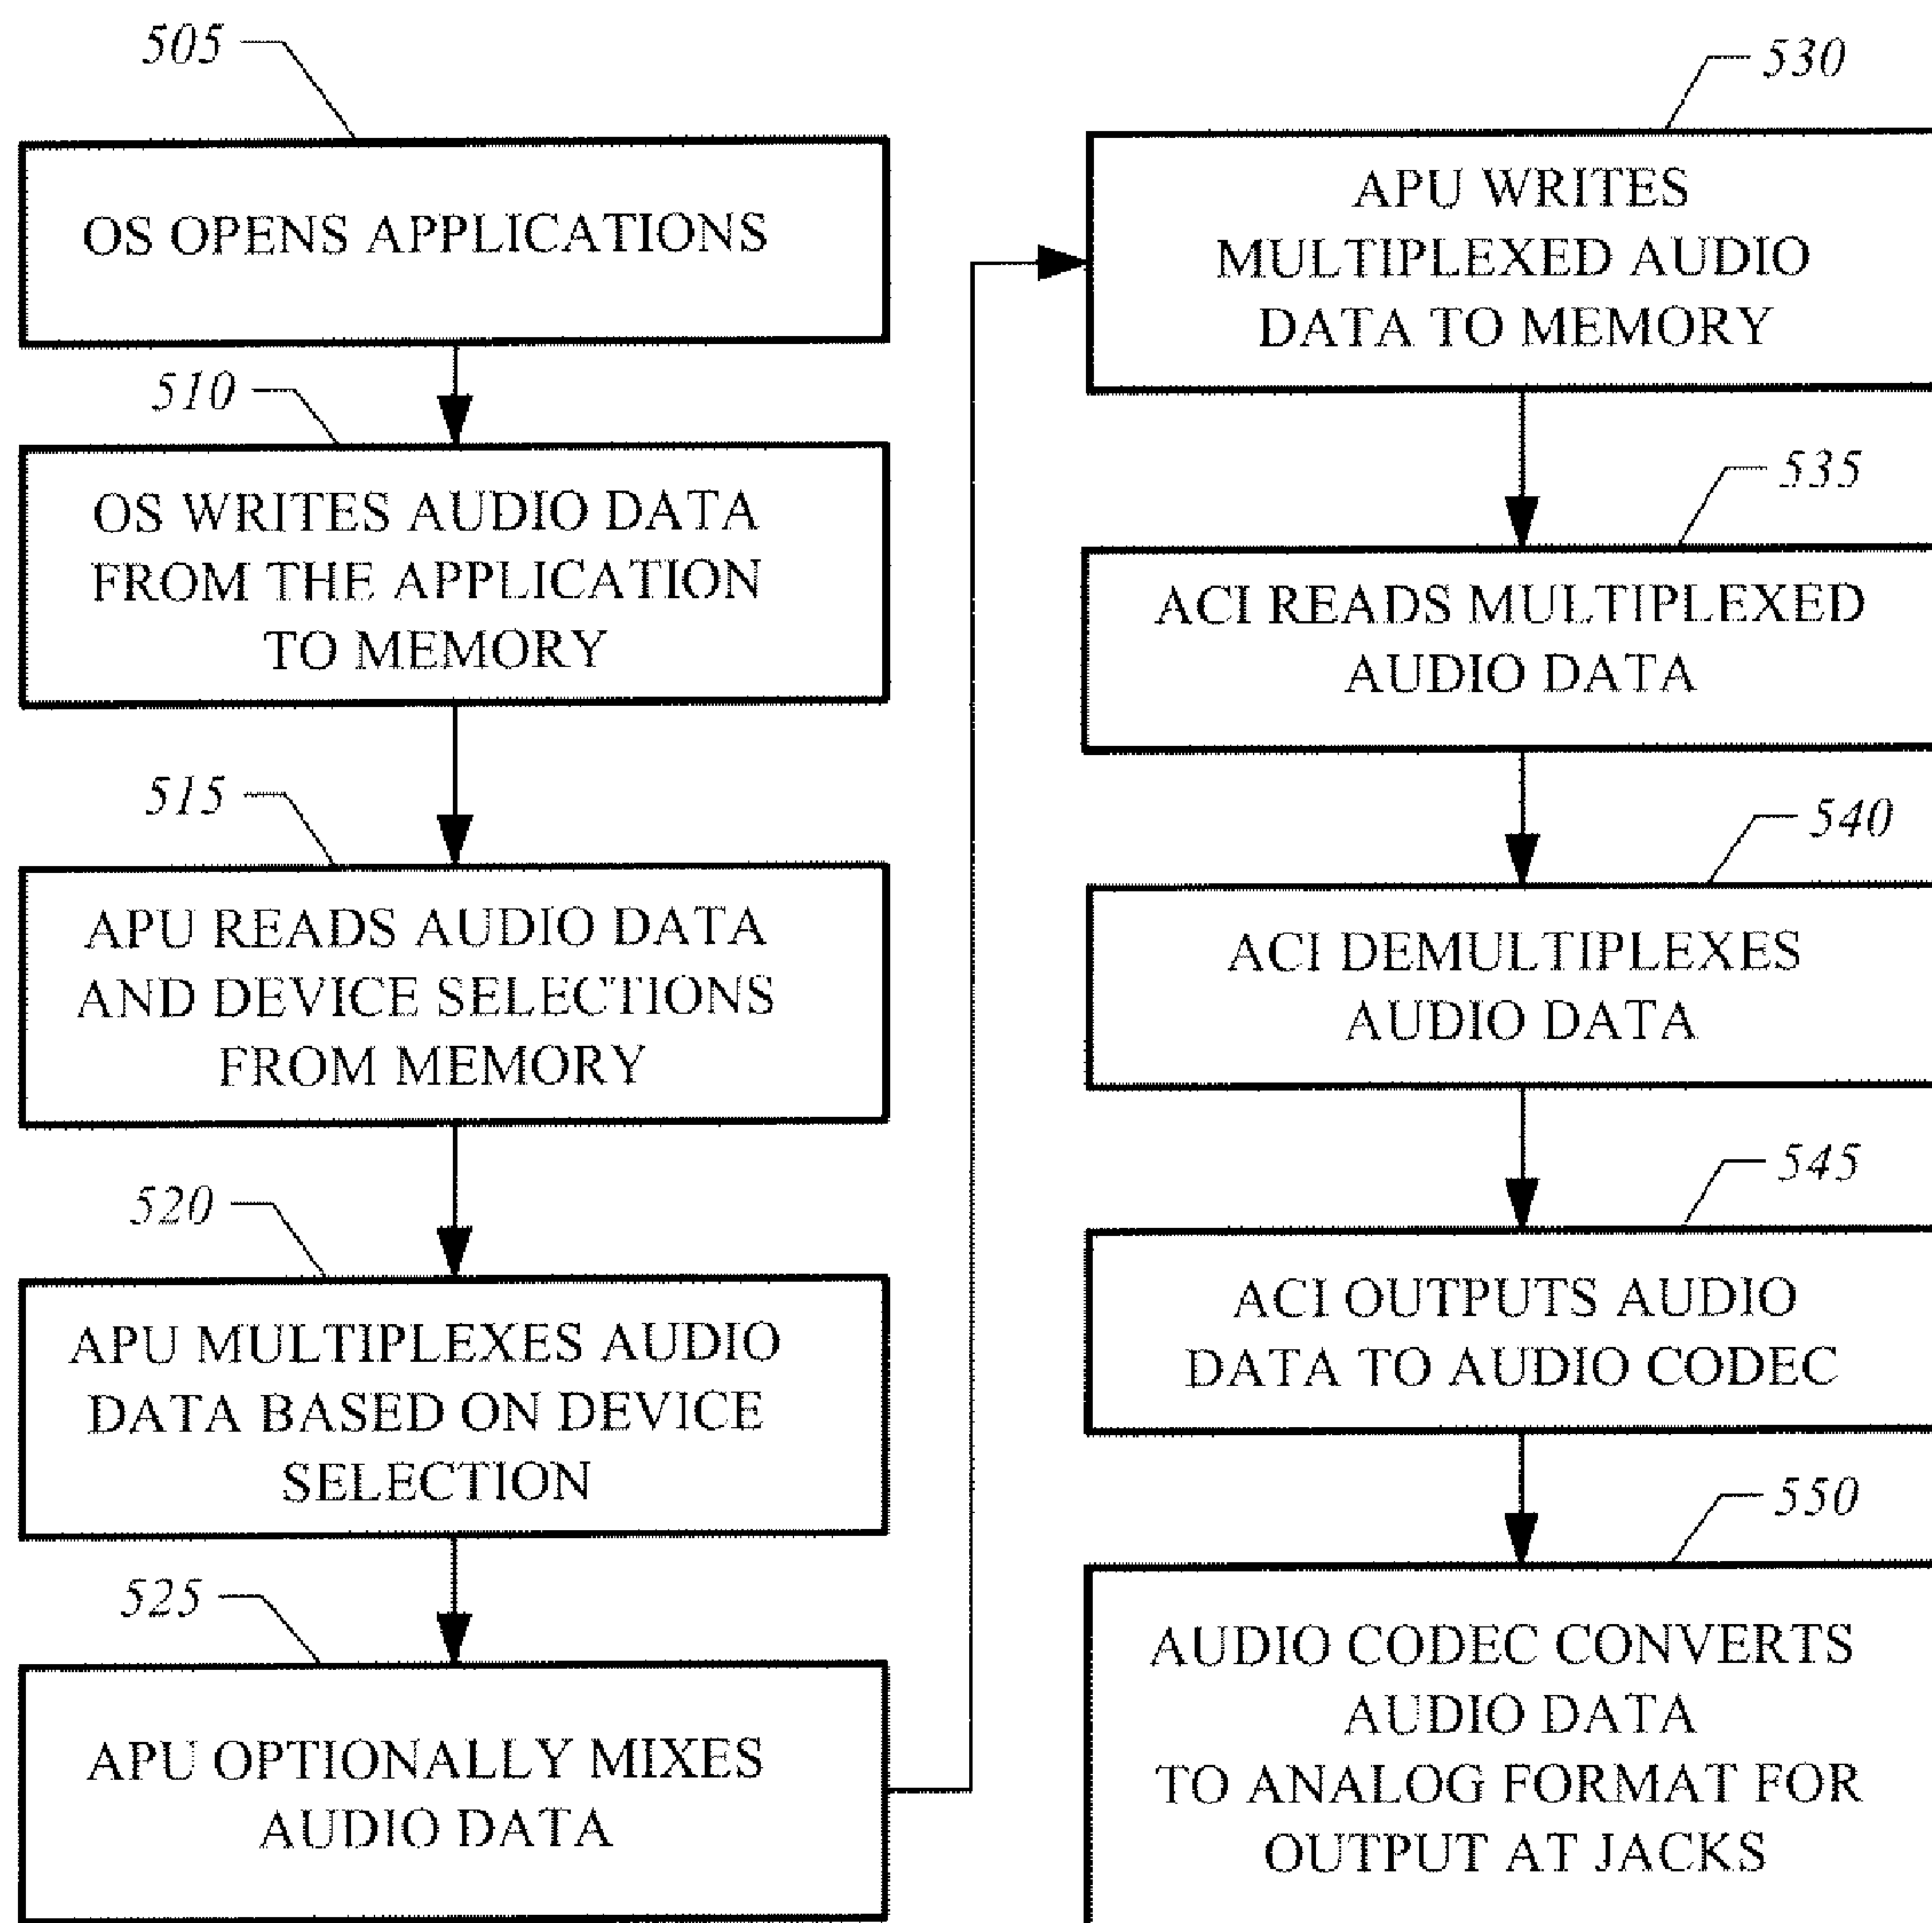 505
OS OPENS APPLICATIONS
510
OS WRITES AUDIO DATA
FROM THE APPLICATION
TO MEMORY
515
APU READS AUDIO DATA
AND DEVICE SELECTIONS
FROM MEMORY
520
APU MULTIPLEXES AUDIO
DATA BASED ON DEVICE
SELECTION
525
APU OPTIONALLY MIXES
AUDIO DATA
530
APU WRITES
MULTIPLEXED AUDIO
DATA TO MEMORY
535
ACI READS MULTIPLEXED
AUDIO DATA
540
ACI DEMULTIPLEXES
AUDIO DATA
545
ACI OUTPUTS AUDIO
DATA TO AUDIO CODEC
550
AUDIO CODEC CONVERTS
AUDIO DATA
TO ANALOG FORMAT FOR
OUTPUT AT JACKS